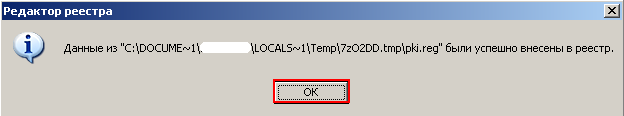 Редактор реестра
Данные из "C:\DOCUME~1\ \LOCALS~1\Temp\7zO2DD.tmp\pki.reg" были успешно внесены в реестр.
OK